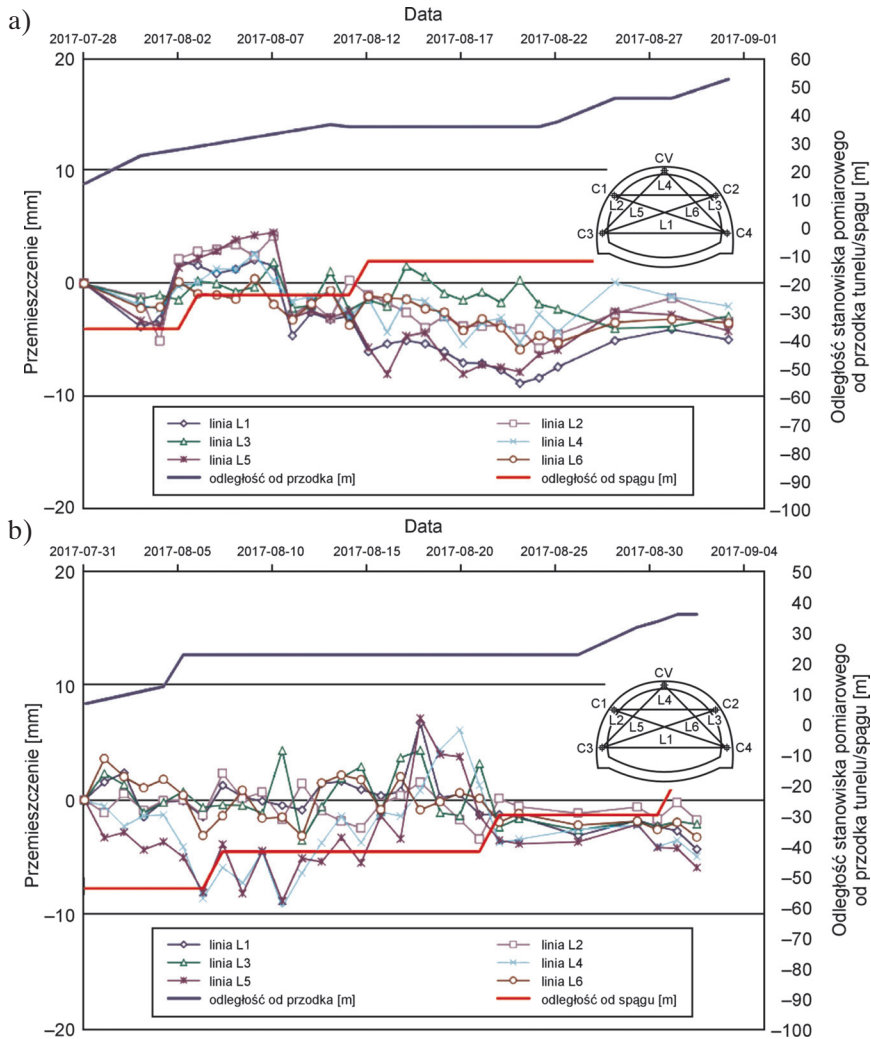 a)
Data
2017-07-28 2017-08-02 2017-08-07 2017-08-12 2017-08-17 2017-08-22 2017-08-27 2017-09-01
20
10
0
–10
–20
Przemieszczenie [mm]
60
50
40
30
20
10
0
–10
–20
–30
–40
–50
–60
–70
–80
–90
–100
Odległość stanowiska pomiarowego
od przodka tunelu/spągu [m]
CV
C1 L4 C2
L2 L3
L5 L6
C3 L1 C4
linia L1 linia L2
linia L3 linia L4
linia L5 linia L6
odległość od przodka [m] odległość od spągu [m]
b)
Data
2017-07-31 2017-08-05 2017-08-10 2017-08-15 2017-08-20 2017-08-25 2017-08-30 2017-09-04
20
10
0
–10
–20
Przemieszczenie [mm]
50
40
30
20
10
0
–10
–20
–30
–40
–50
–60
–70
–80
–90
–100
Odległość stanowiska pomiarowego
od przodka tunelu/spągu [m]
CV
C1 L4 C2
L2 L3
L5 L6
C3 L1 C4
linia L1 linia L2
linia L3 linia L4
linia L5 linia L6
odległość od przodka [m] odległość od spągu [m]